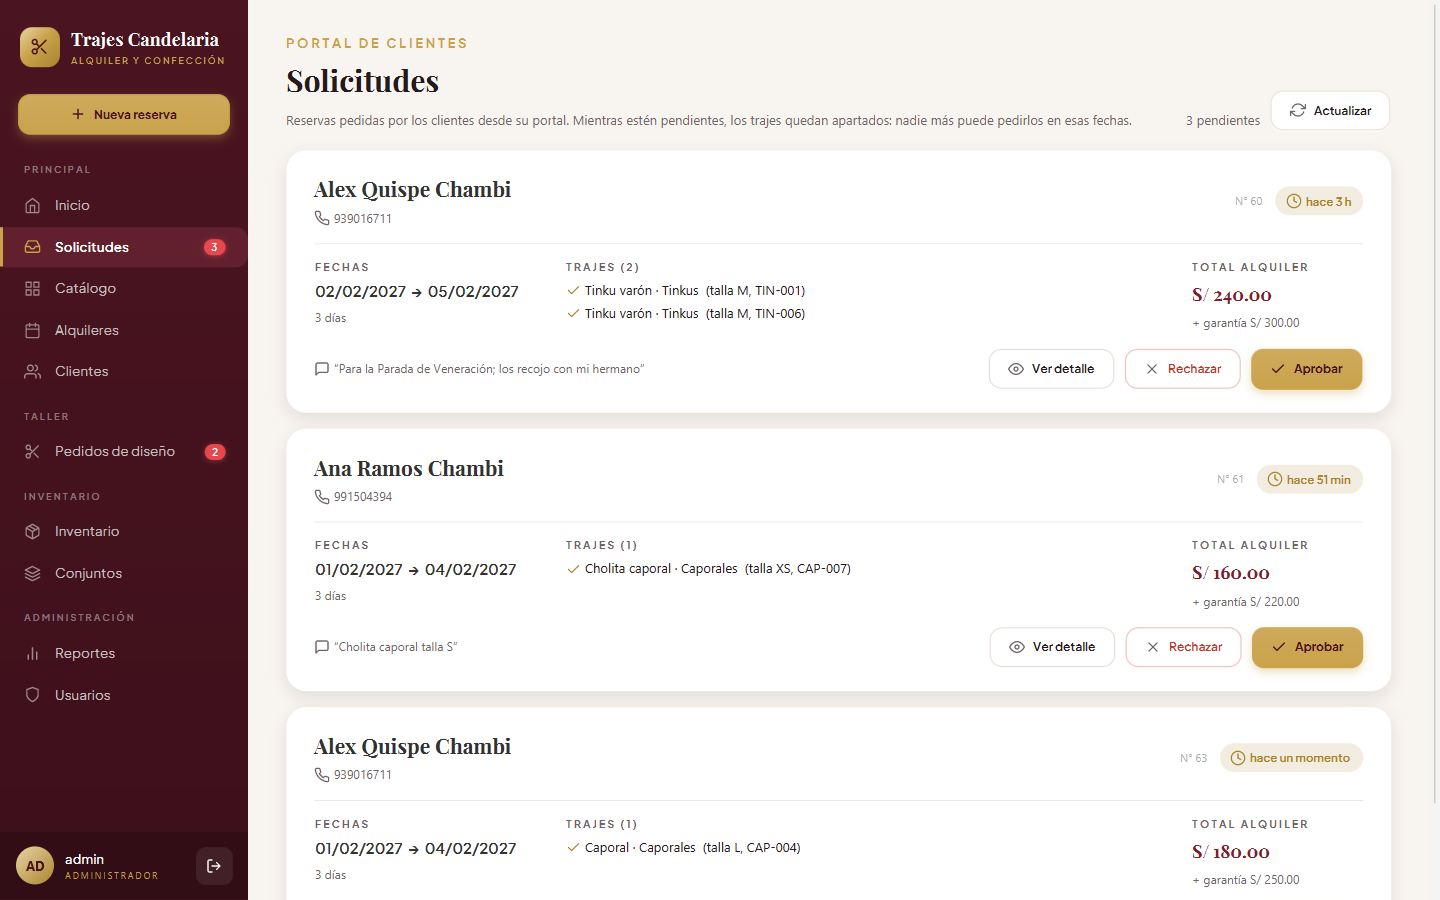 Trajes Candelaria
ALQUILER Y CONFECCIÓN
Nueva reserva
PRINCIPAL
Inicio
Solicitudes 3
Catálogo
Alquileres
Clientes
TALLER
Pedidos de diseño 2
INVENTARIO
Inventario
Conjuntos
ADMINISTRACIÓN
Reportes
Usuarios
AD
admin
ADMINISTRADOR
PORTAL DE CLIENTES
Solicitudes
Reservas pedidas por los clientes desde su portal. Mientras estén pendientes, los trajes quedan apartados: nadie más puede pedirlos en esas fechas.
3 pendientes
Actualizar
Alex Quispe Chambi
939016711
N° 60
hace 3 h
FECHAS
02/02/2027 → 05/02/2027
3 días
TRAJES (2)
Tinku varón · Tinkus (talla M, TIN-001)
Tinku varón · Tinkus (talla M, TIN-006)
TOTAL ALQUILER
S/ 240.00
+ garantía S/ 300.00
"Para la Parada de Veneración; los recojo con mi hermano"
Ver detalle
Rechazar
Aprobar
Ana Ramos Chambi
991504394
N° 61
hace 51 min
FECHAS
01/02/2027 → 04/02/2027
3 días
TRAJES (1)
Cholita caporal · Caporales (talla XS, CAP-007)
TOTAL ALQUILER
S/ 160.00
+ garantía S/ 220.00
"Cholita caporal talla S"
Ver detalle
Rechazar
Aprobar
Alex Quispe Chambi
939016711
N° 63
hace un momento
FECHAS
01/02/2027 → 04/02/2027
3 días
TRAJES (1)
Caporal · Caporales (talla L, CAP-004)
TOTAL ALQUILER
S/ 180.00
+ garantía S/ 250.00